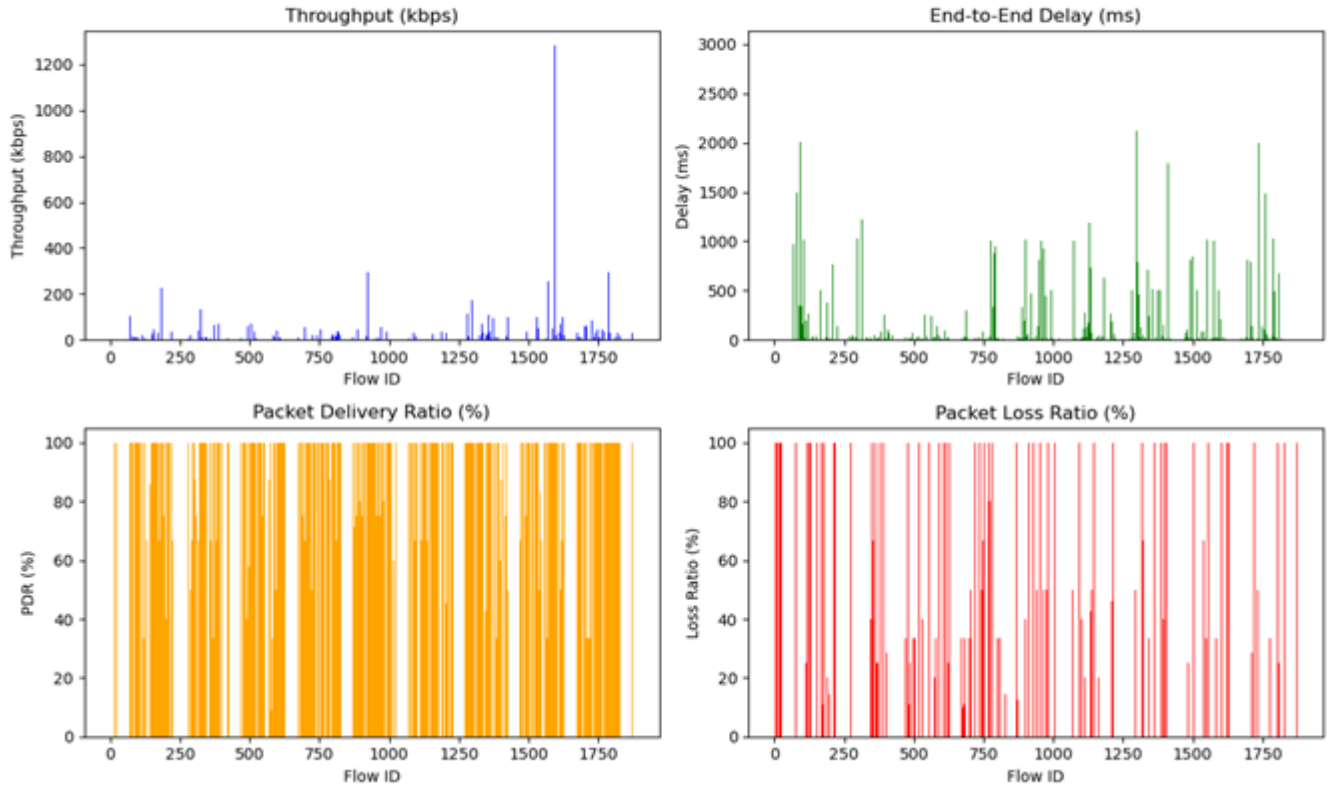 Throughput (kbps)
Throughput (kbps)
1200
1000
800
600
400
200
0
0 250 500 750 1000 1250 1500 1750
Flow ID
End-to-End Delay (ms)
Delay (ms)
3000
2500
2000
1500
1000
500
0
0 250 500 750 1000 1250 1500 1750
Flow ID
Packet Delivery Ratio (%)
PDR (%)
100
80
60
40
20
0
0 250 500 750 1000 1250 1500 1750
Flow ID
Packet Loss Ratio (%)
Loss Ratio (%)
100
80
60
40
20
0
0 250 500 750 1000 1250 1500 1750
Flow ID